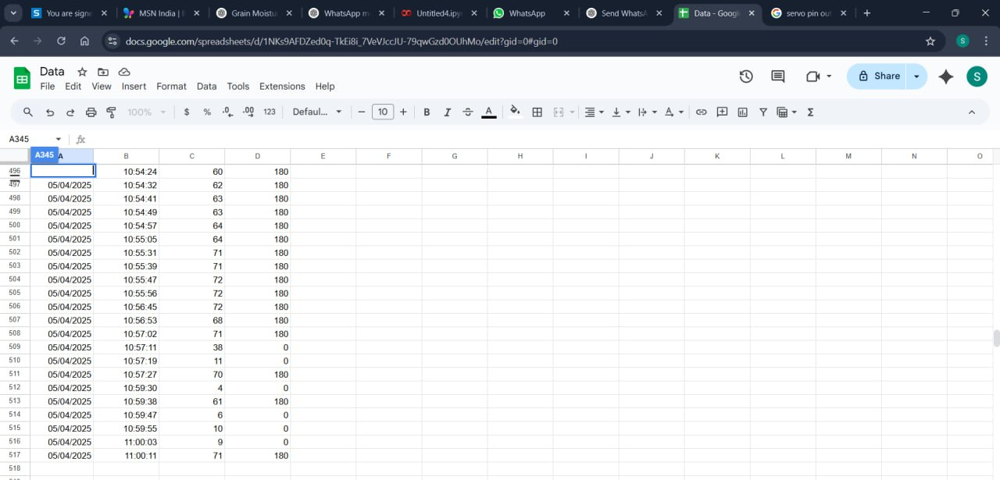 You are signe
MSN India | E
Grain Moistu
WhatsApp m
Untitled4.ipy
WhatsApp
Send WhatsA
Data - Googl
servo pin out
docs.google.com/spreadsheets/d/1NKs9AFDZed0q-TkEi8i_7VeVJccJU-79qwGzd0OUhMo/edit?gid=0#gid=0
S
Data
File Edit View Insert Format Data Tools Extensions Help
Share
S
100% $ % .0 .00 123 Defaul... − 10 + B I S A
A345 fx
A345 A B C D E F G H I J K L M N O
496 10:54:24 60 180
497 05/04/2025 10:54:32 62 180
498 05/04/2025 10:54:41 63 180
499 05/04/2025 10:54:49 63 180
500 05/04/2025 10:54:57 64 180
501 05/04/2025 10:55:05 64 180
502 05/04/2025 10:55:31 71 180
503 05/04/2025 10:55:39 71 180
504 05/04/2025 10:55:47 72 180
505 05/04/2025 10:55:56 72 180
506 05/04/2025 10:56:45 72 180
507 05/04/2025 10:56:53 68 180
508 05/04/2025 10:57:02 71 180
509 05/04/2025 10:57:11 38 0
510 05/04/2025 10:57:19 11 0
511 05/04/2025 10:57:27 70 180
512 05/04/2025 10:59:30 4 0
513 05/04/2025 10:59:38 61 180
514 05/04/2025 10:59:47 6 0
515 05/04/2025 10:59:55 10 0
516 05/04/2025 11:00:03 9 0
517 05/04/2025 11:00:11 71 180
518